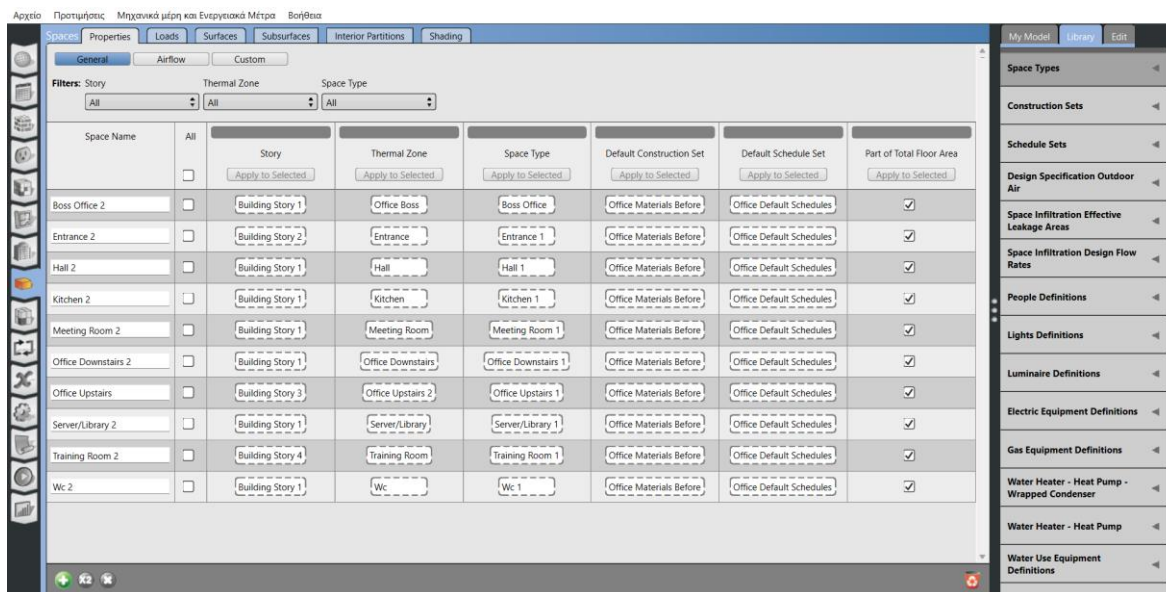 Αρχείο Προτιμήσεις Μηχανικά μέρη και Ενεργειακά Μέτρα Βοήθεια
Spaces Properties Loads Surfaces Subsurfaces Interior Partitions Shading My Model Library Edit
General Airflow Custom
Filters: Story Thermal Zone Space Type
All All All
Space Name All Story Thermal Zone Space Type Default Construction Set Default Schedule Set Part of Total Floor Area
Apply to Selected Apply to Selected Apply to Selected Apply to Selected Apply to Selected Apply to Selected
Boss Office 2 Building Story 1 Office Boss Boss Office Office Materials Before Office Default Schedules
Entrance 2 Building Story 2 Entrance Entrance 1 Office Materials Before Office Default Schedules
Hall 2 Building Story 1 Hall Hall 1 Office Materials Before Office Default Schedules
Kitchen 2 Building Story 1 Kitchen Kitchen 1 Office Materials Before Office Default Schedules
Meeting Room 2 Building Story 1 Meeting Room Meeting Room 1 Office Materials Before Office Default Schedules
Office Downstairs 2 Building Story 1 Office Downstairs Office Downstairs 1 Office Materials Before Office Default Schedules
Office Upstairs Building Story 3 Office Upstairs 2 Office Upstairs 1 Office Materials Before Office Default Schedules
Server/Library 2 Building Story 1 Server/Library Server/Library 1 Office Materials Before Office Default Schedules
Training Room 2 Building Story 4 Training Room Training Room 1 Office Materials Before Office Default Schedules
Wc 2 Building Story 1 Wc Wc 1 Office Materials Before Office Default Schedules
x2
Space Types
Construction Sets
Schedule Sets
Design Specification Outdoor
Air
Space Infiltration Effective
Leakage Areas
Space Infiltration Design Flow
Rates
People Definitions
Lights Definitions
Luminaire Definitions
Electric Equipment Definitions
Gas Equipment Definitions
Water Heater - Heat Pump -
Wrapped Condenser
Water Heater - Heat Pump
Water Use Equipment
Definitions